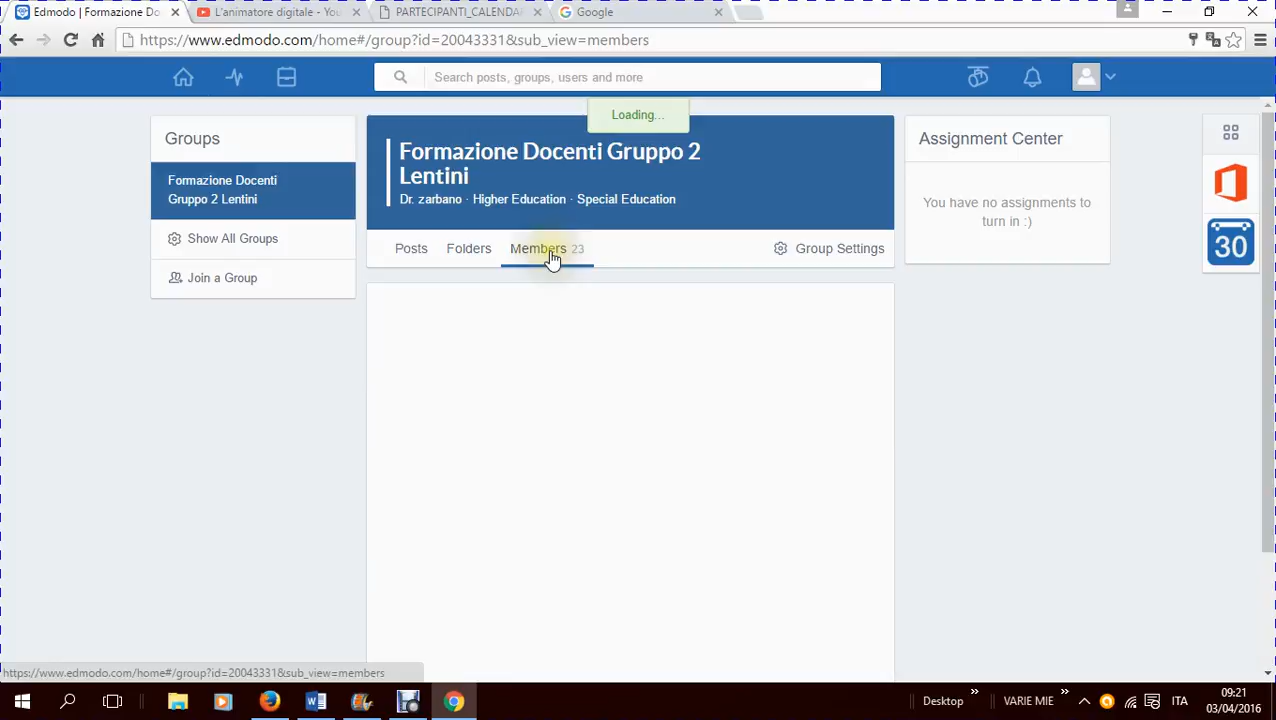 Edmodo | Formazione Do
L'animatore digitale - You
PARTECIPANTI_CALENDA
Google
https://www.edmodo.com/home#/group?id=20043331&sub_view=members
Search posts, groups, users and more
Loading...
Groups
Formazione Docenti
Gruppo 2 Lentini
Show All Groups
Join a Group
Formazione Docenti Gruppo 2
Lentini
Dr. zarbano · Higher Education · Special Education
Posts Folders Members 23 Group Settings
Assignment Center
You have no assignments to
turn in :)
30
https://www.edmodo.com/home#/group?id=20043331&sub_view=members
Desktop
VARIE MIE
ITA
09:21
03/04/2016